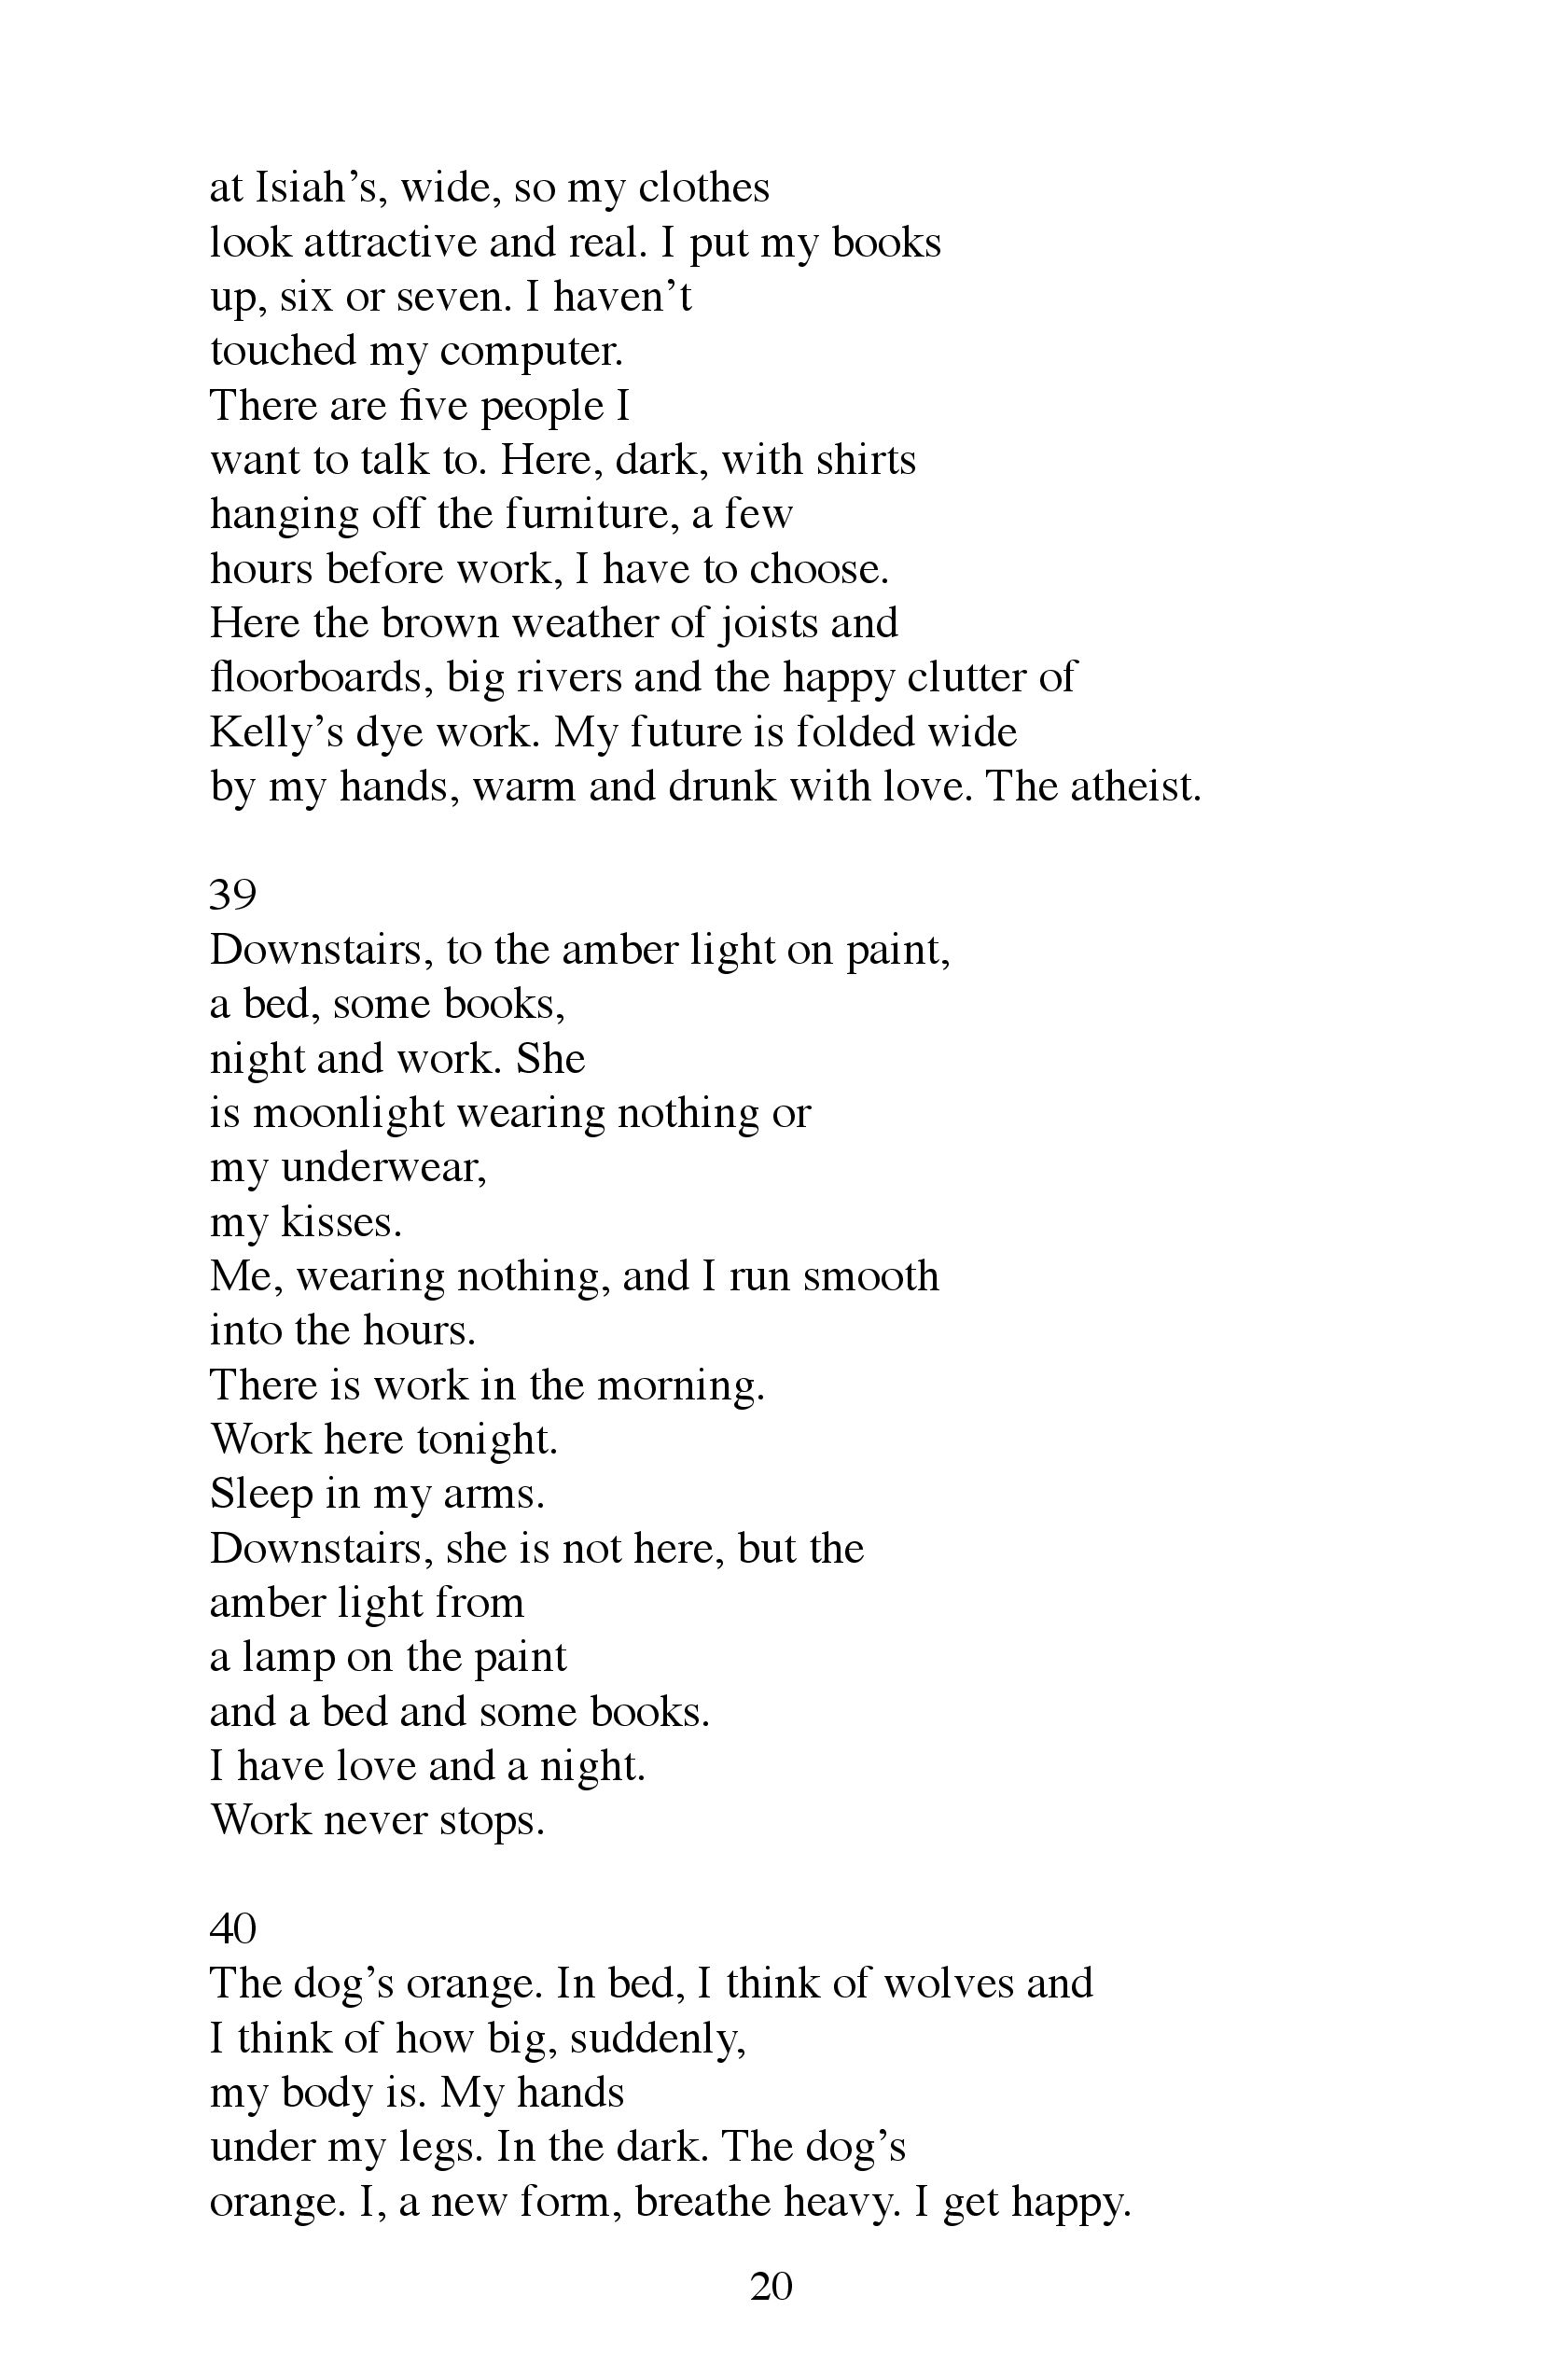 at Isiah’s, wide, so my clothes
look attractive and real. I put my books
up, six or seven. I haven’t
touched my computer.
There are five people I
want to talk to. Here, dark, with shirts
hanging off the furniture, a few
hours before work, I have to choose.
Here the brown weather of joists and
floorboards, big rivers and the happy clutter of
Kelly’s dye work. My future is folded wide
by my hands, warm and drunk with love. The atheist.
39
Downstairs, to the amber light on paint,
a bed, some books,
night and work. She
is moonlight wearing nothing or
my underwear,
my kisses.
Me, wearing nothing, and I run smooth
into the hours.
There is work in the morning.
Work here tonight.
Sleep in my arms.
Downstairs, she is not here, but the
amber light from
a lamp on the paint
and a bed and some books.
I have love and a night.
Work never stops.
40
The dog’s orange. In bed, I think of wolves and
I think of how big, suddenly,
my body is. My hands
under my legs. In the dark. The dog’s
orange. I, a new form, breathe heavy. I get happy.
20